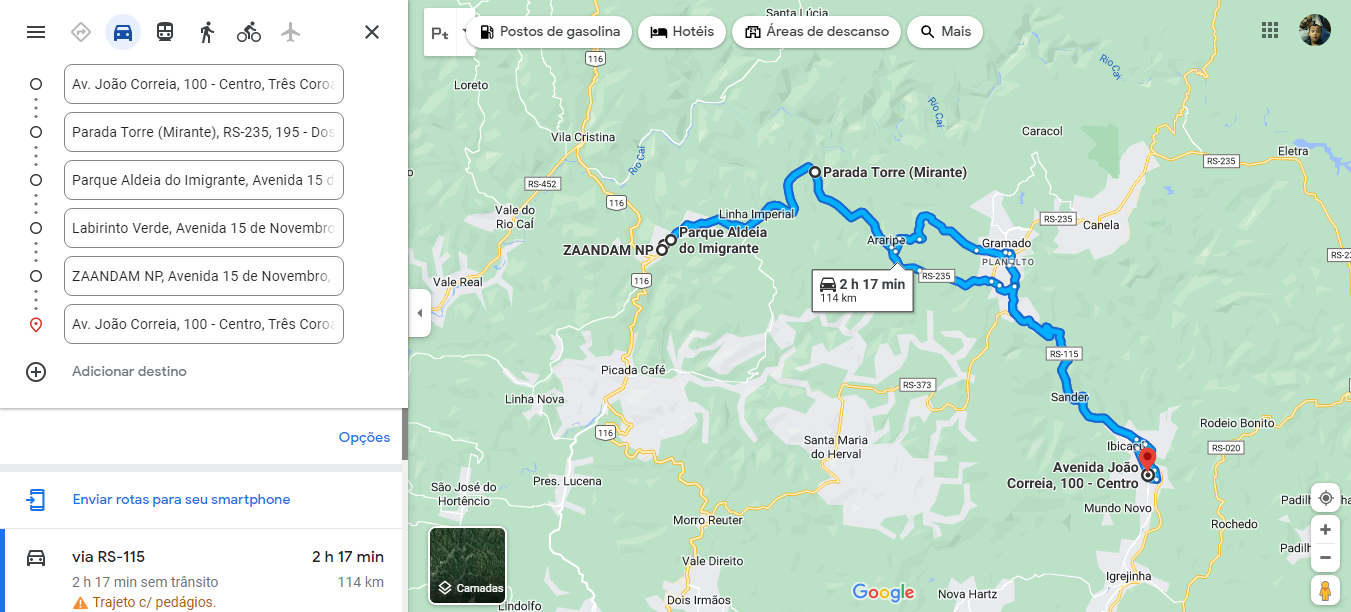 Av. João Correia, 100 - Centro, Três Coroa
Parada Torre (Mirante), RS-235, 195 - Dos
Parque Aldeia do Imigrante, Avenida 15 d
Labirinto Verde, Avenida 15 de Novembro
ZAANDAM NP, Avenida 15 de Novembro,
Av. João Correia, 100 - Centro, Três Coroa
Adicionar destino
Opções
Enviar rotas para seu smartphone
via RS-115
2 h 17 min
2 h 17 min sem trânsito
114 km
Trajeto c/ pedágios.
Postos de gasolina
Hotéis
Áreas de descanso
Mais
Santa Lúcia
116
Loreto
Rio Caí
Rio Caí
Vila Cristina
Caracol
Eletra
RS-235
Rio Caí
Parada Torre (Mirante)
RS-452
116
Vale do
Rio Caí
Linha Imperial
RS-235
Canela
Parque Aldeia
do Imigrante
Araripe
Gramado
PLANALTO
ZAANDAM NP
RS-235
Vale Real
116
2 h 17 min
114 km
RS-115
Picada Café
RS-373
Linha Nova
Sander
116
Santa Maria
do Herval
Rodeio Bonito
RS-020
Avenida João
Correia, 100 - Centro
São José do
Hortêncio
Pres. Lucena
Mundo Novo
Morro Reuter
Rochedo
Vale Direito
Igrejinha
Camadas
Google
Nova Hartz
Lindolfo
Dois Irmãos